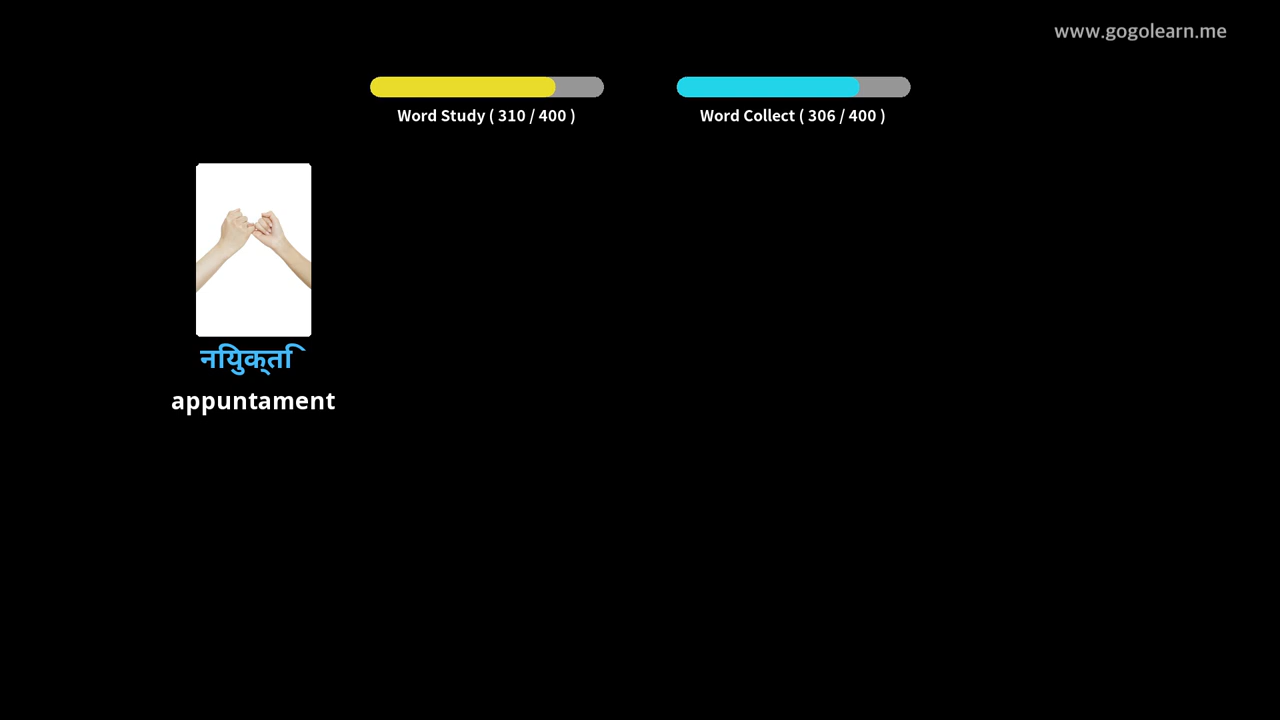 www.gogolearn.me
Word Study ( 310 / 400 )
Word Collect ( 306 / 400 )
नियुक्ति
appuntament